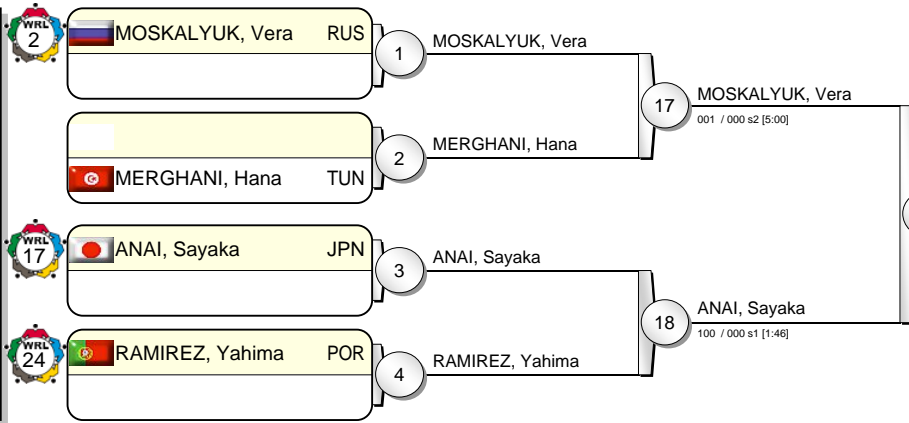 WRL
2
MOSKALYUK, Vera RUS
1
MOSKALYUK, Vera
17
MOSKALYUK, Vera
001 / 000 s2 [5:00]
MERGHANI, Hana TUN
2
MERGHANI, Hana
WRL
17
ANAI, Sayaka JPN
3
ANAI, Sayaka
18
ANAI, Sayaka
100 / 000 s1 [1:46]
WRL
24
RAMIREZ, Yahima POR
4
RAMIREZ, Yahima